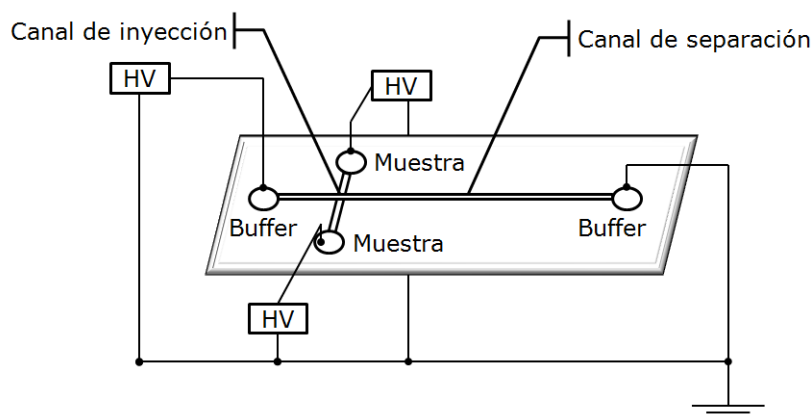 Canal de inyección
Canal de separación
HV
HV
Muestra
Buffer
Buffer
Muestra
HV